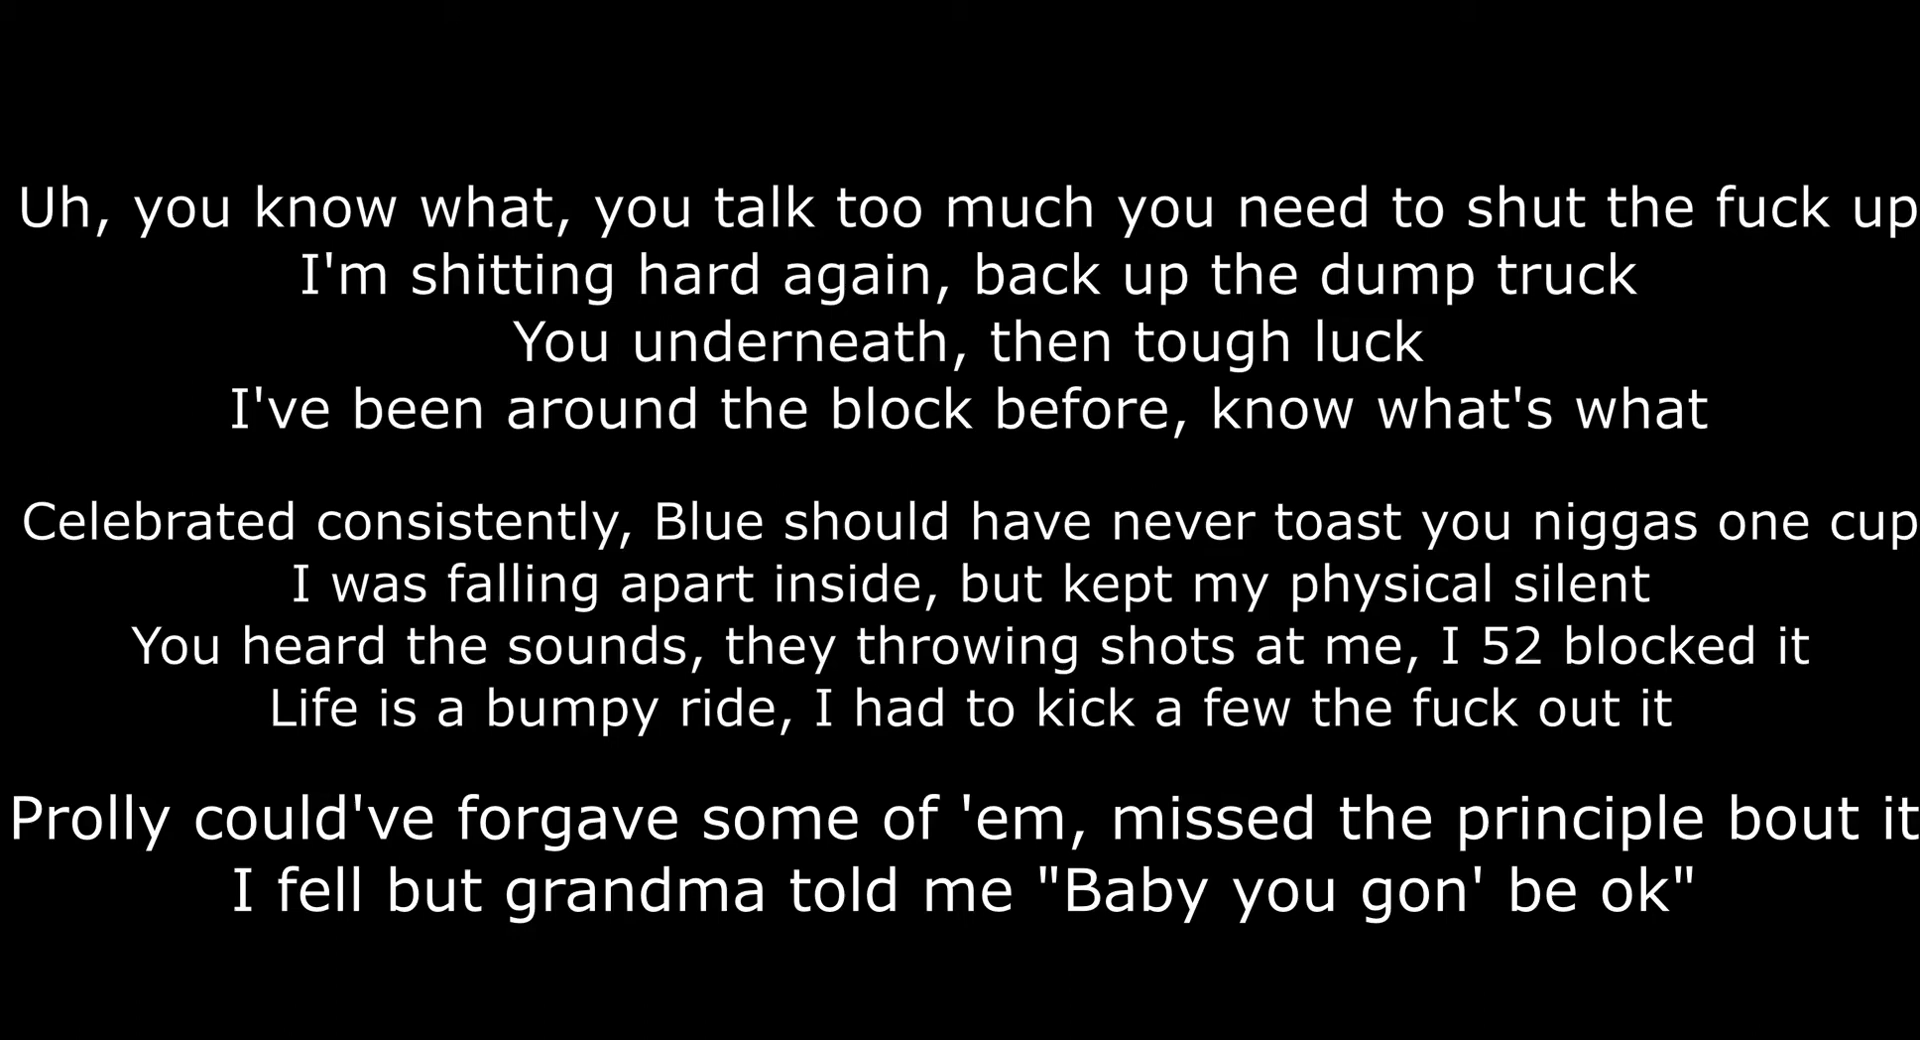 Uh, you know what, you talk too much you need to shut the fuck up
I'm shitting hard again, back up the dump truck
You underneath, then tough luck
I've been around the block before, know what's what
Celebrated consistently, Blue should have never toast you niggas one cup
I was falling apart inside, but kept my physical silent
You heard the sounds, they throwing shots at me, I 52 blocked it
Life is a bumpy ride, I had to kick a few the fuck out it
Prolly could've forgave some of 'em, missed the principle bout it
I fell but grandma told me "Baby you gon' be ok"